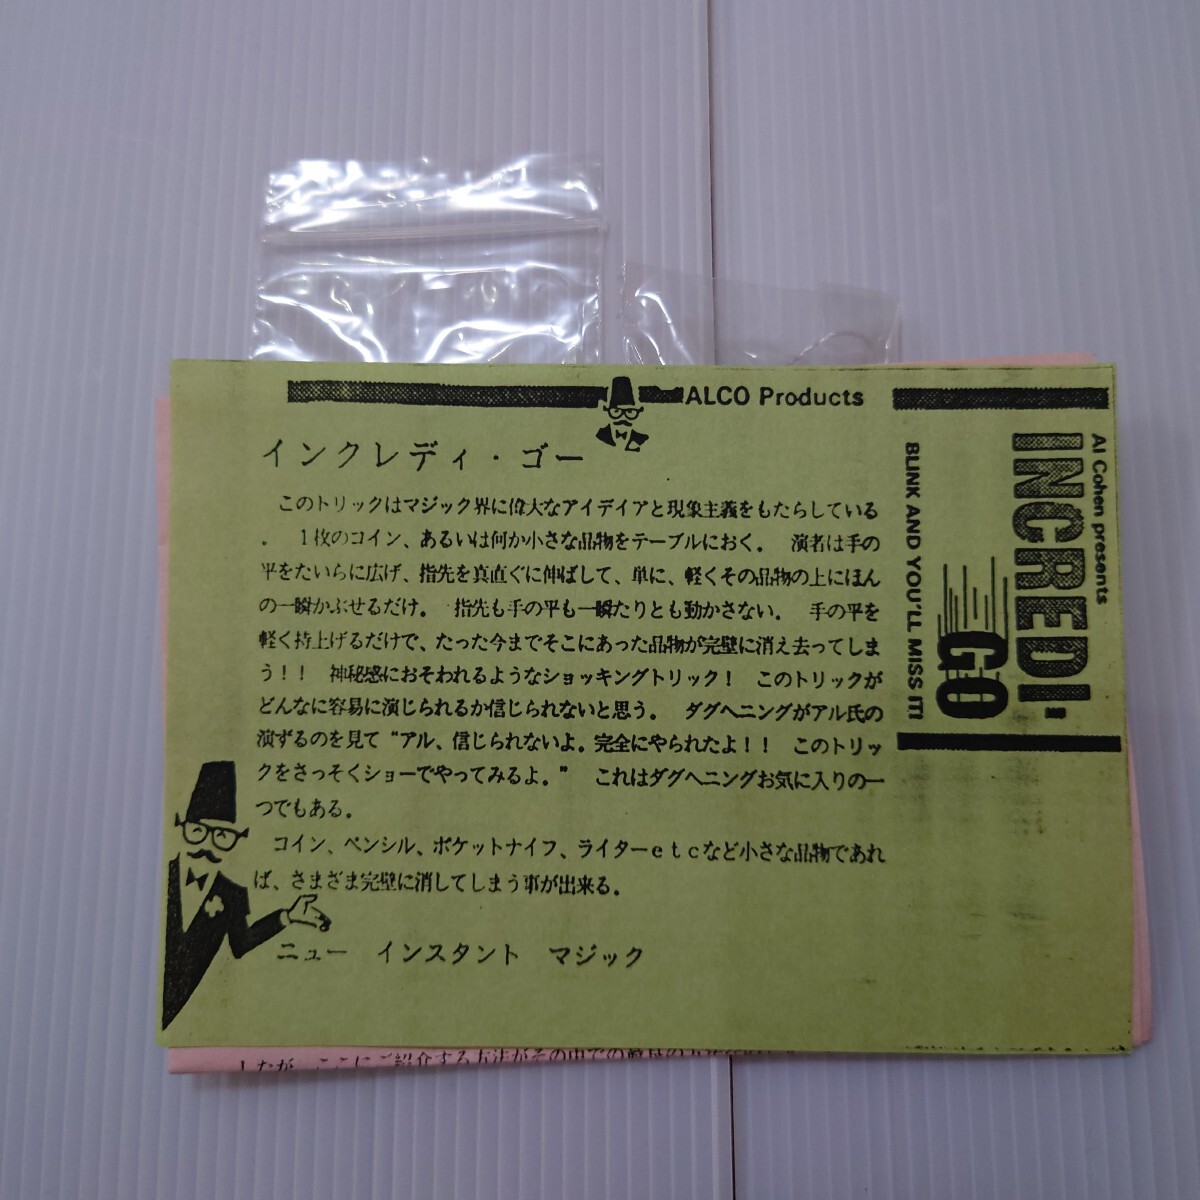 ALCO Products
インクレディ・ゴー
このトリックはマジック界に偉大なアイデイアと現象主義をもたらしている
． １枚のコイン、あるいは何か小さな品物をテーブルにおく． 演者は手の
平をたいらに広げ、指先を真直ぐに伸ばして、単に、軽くその品物の上にほん
の一瞬かぶせるだけ． 指先も手の平も一瞬たりとも動かさない． 手の平を
軽く持上げるだけで、たった今までそこにあった品物が完璧に消え去ってしま
う！！ 神秘感におそわれるようなショッキングトリック！ このトリックが
どんなに容易に演じられるか信じられないと思う． ダグヘニングがアル氏の
演ずるのを見て“アル、信じられないよ．完全にやられたよ！！ このトリッ
クをさっそくショーでやってみるよ．” これはダグヘニングお気に入りの一
つでもある．
コイン、ペンシル、ポケットナイフ、ライターｅｔｃなど小さな品物であれ
ば、さまざま完璧に消してしまう事が出来る．
ニュー インスタント マジック
Al Cohen presents
INCREDI-
GO
BLINK AND YOU'LL MISS IT!
したが、ここにご紹介する方法がその中での